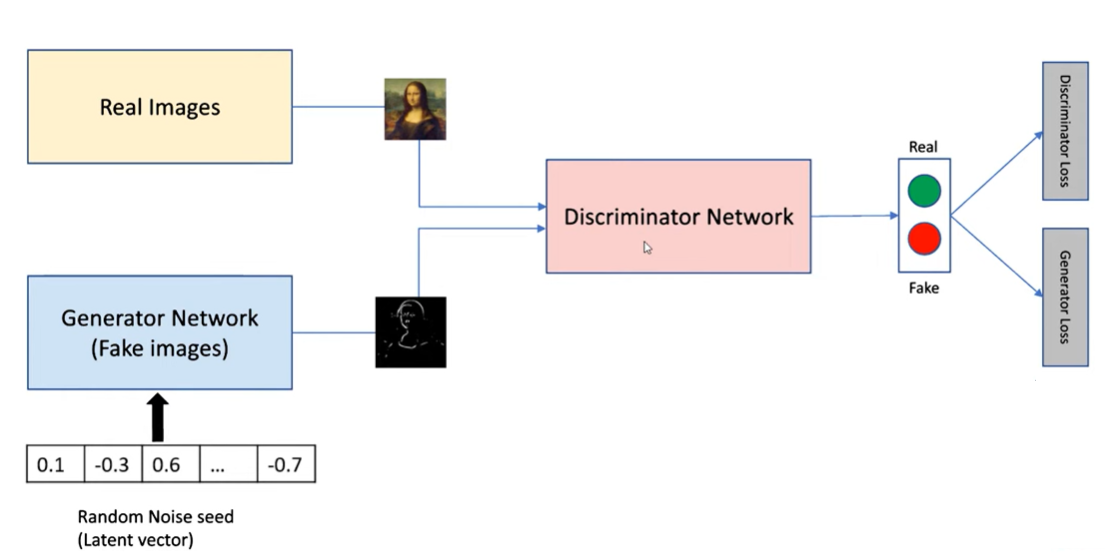 Real Images
Generator Network
(Fake images)
0.1 -0.3 0.6 ... -0.7
Random Noise seed
(Latent vector)
Discriminator Network
Real
Fake
Discriminator Loss
Generator Loss